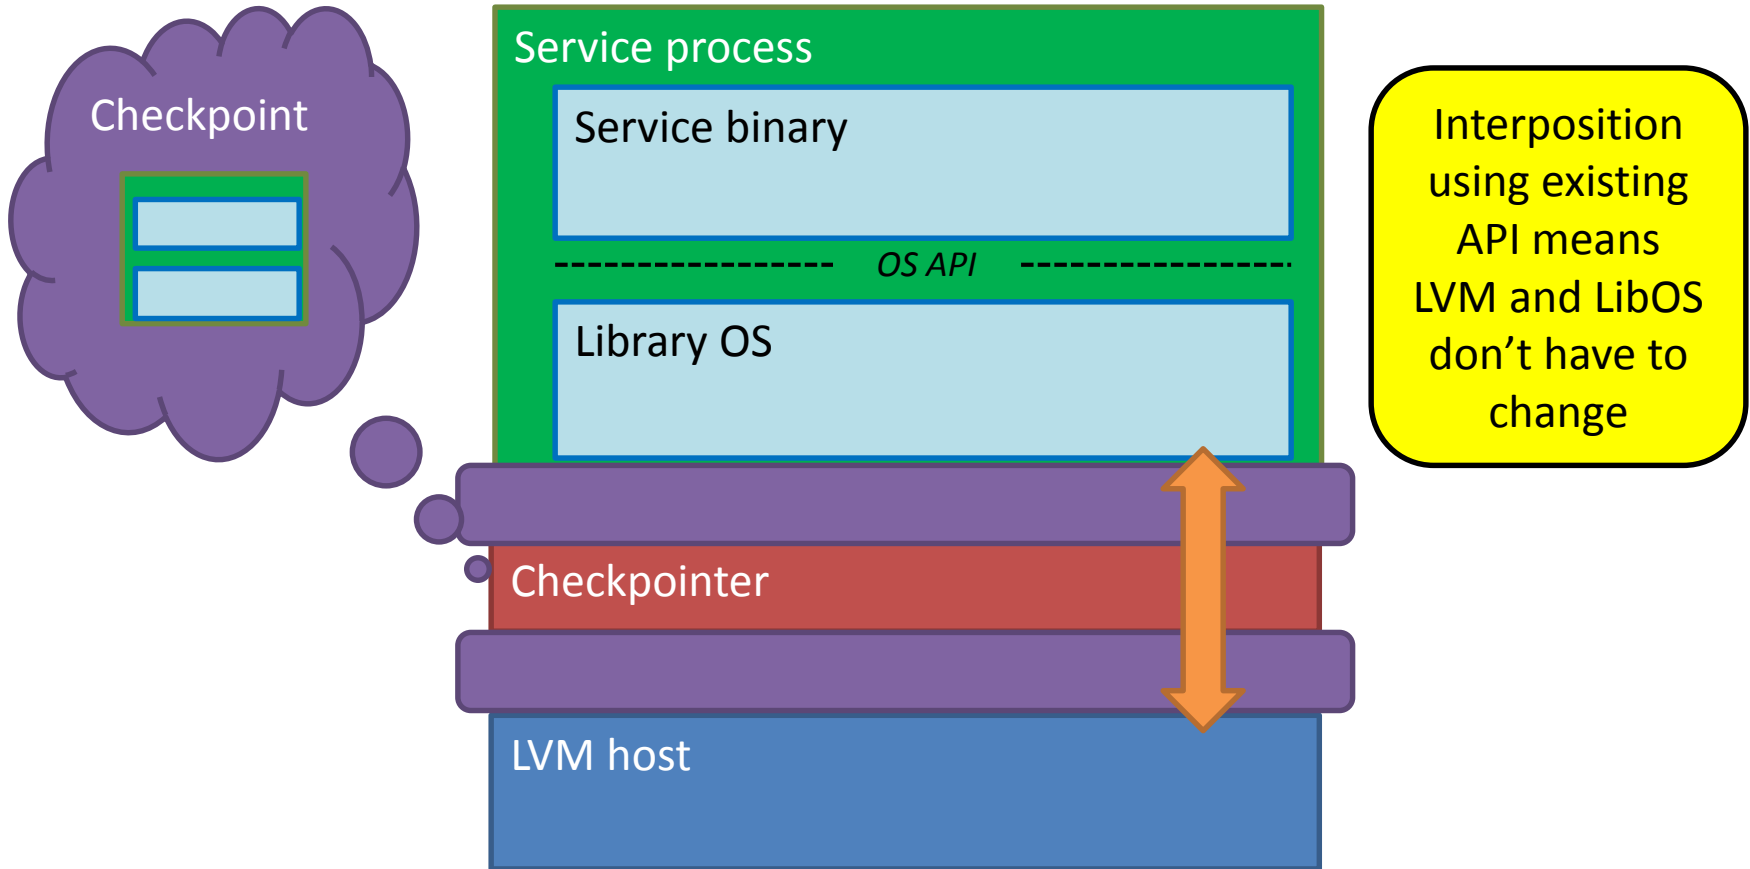 Checkpoint
Service process
Service binary
OS API
Library OS
Checkpointer
LVM host
Interposition
using existing
API means
LVM and LibOS
don’t have to
change